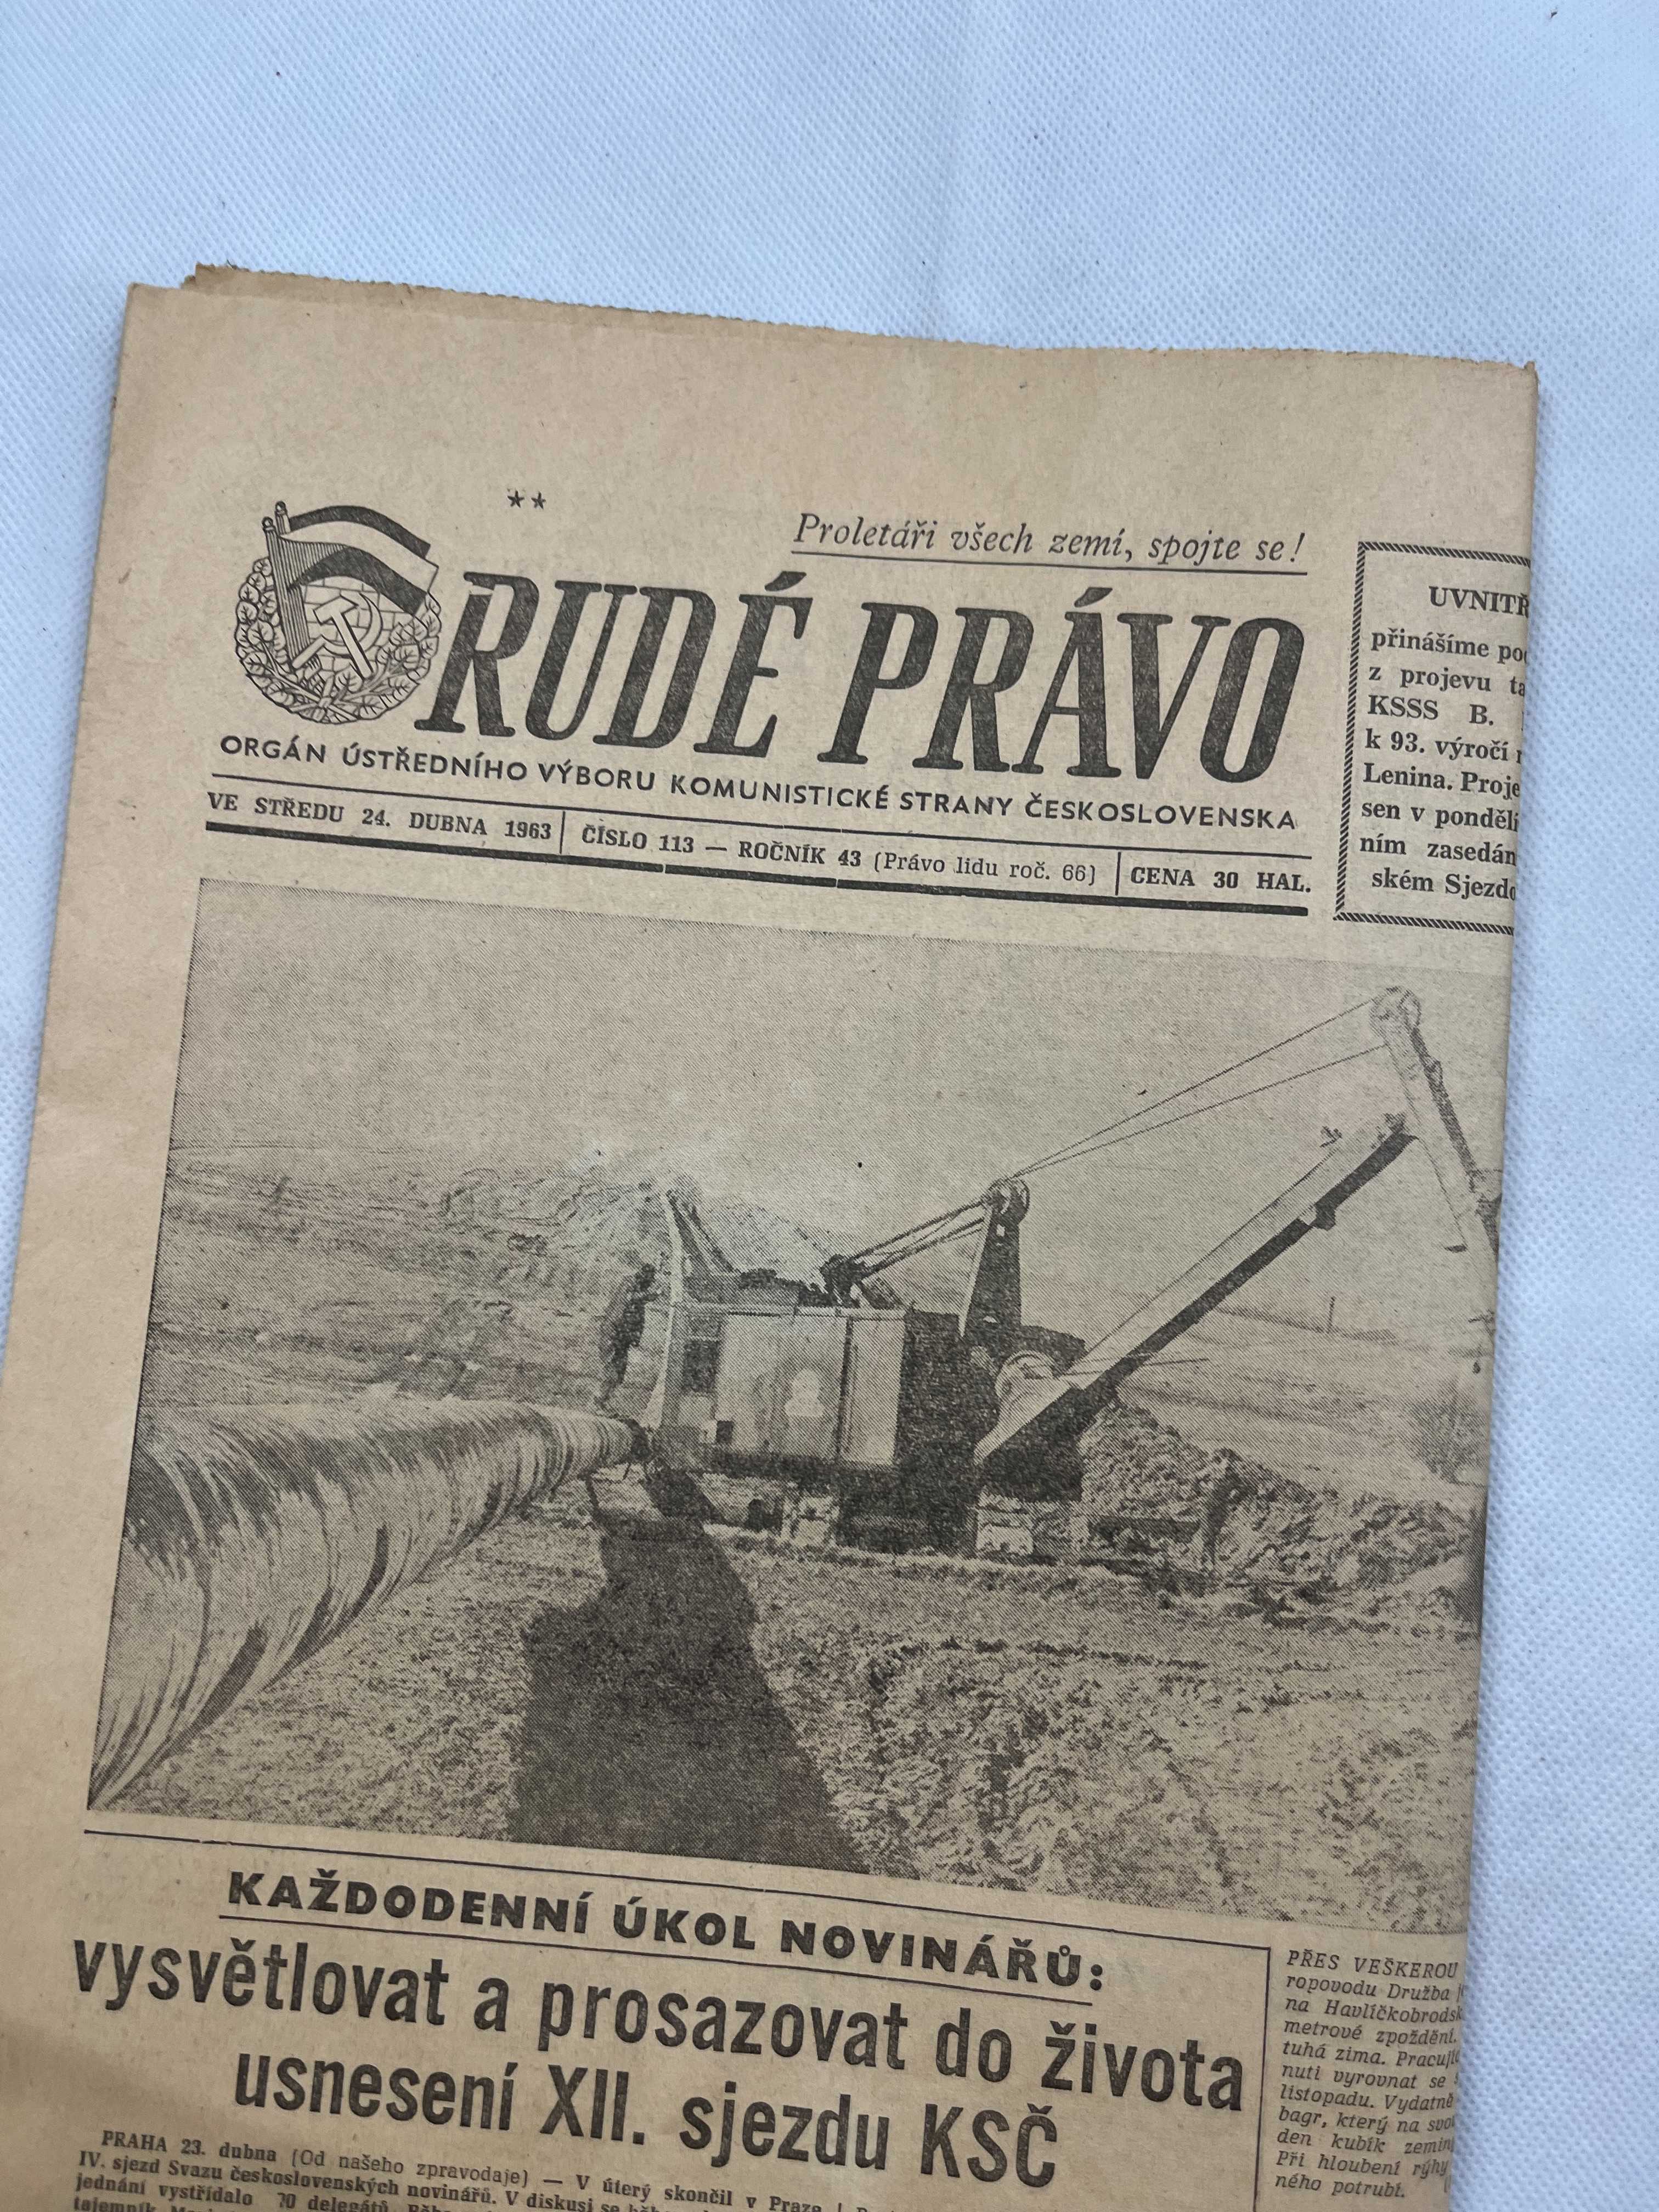 **
Proletáři všech zemí, spojte se!
RUDÉ PRÁVO
ORGÁN ÚSTŘEDNÍHO VÝBORU KOMUNISTICKÉ STRANY ČESKOSLOVENSKA
VE STŘEDU 24. DUBNA 1963 ČÍSLO 113 — ROČNÍK 43 (Právo lidu roč. 66) CENA 30 HAL.
UVNITŘ
přinášíme
z projevu
KSSS B.
k 93. výročí
Lenina.
sen v pondělí
ním
ském
KAŽDODENNÍ ÚKOL NOVINÁŘŮ:
vysvětlovat a prosazovat do života
usnesení XII. sjezdu KSČ
PRAHA 23. dubna (Od našeho zpravodaje) — V úterý skončil v Praze
IV. sjezd Svazu československých novinářů. V diskusi se
jednání vystřídalo 70 delegátů.
tajemník
PŘES VEŠKEROU
ropovodu Družba
na
metrové zpoždění.
tuhá zima.
nuti vyrovnat se
listopadu. Vydatně
bagr, který na
den kubík
Při hloubení rýhy
ného potrubí.